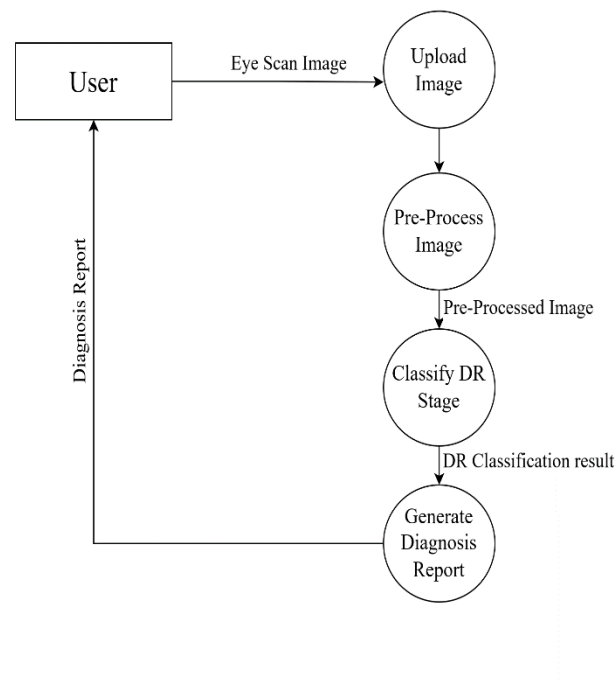 User
Eye Scan Image
Upload
Image
Pre-Process
Image
Pre-Processed Image
Classify DR
Stage
DR Classification result
Generate
Diagnosis
Report
Diagnosis Report